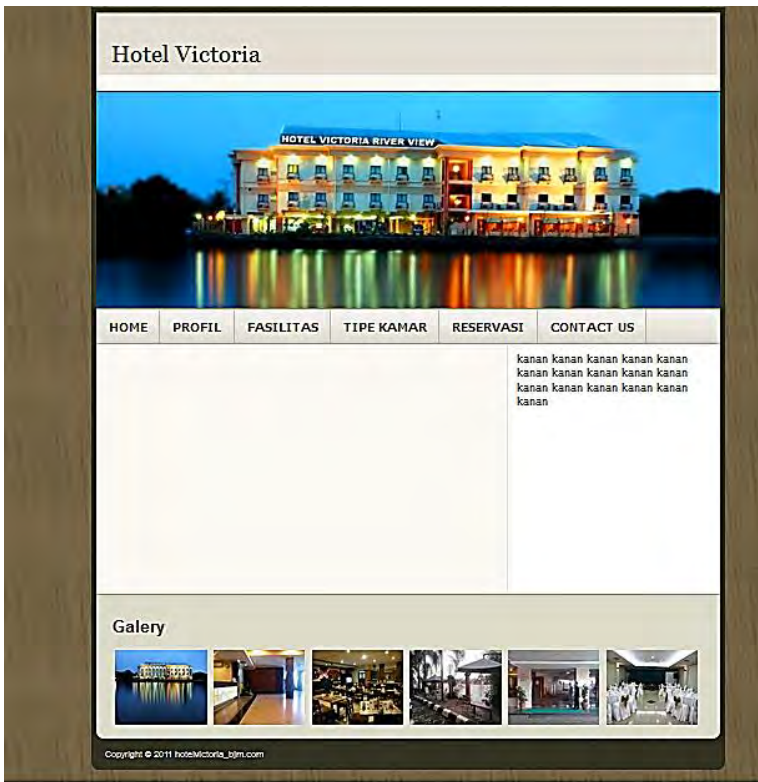 Hotel Victoria
HOTEL VICTORIA RIVER VIEW
HOME PROFIL FASILITAS TIPE KAMAR RESERVASI CONTACT US
kanan kanan kanan kanan kanan
kanan kanan kanan kanan kanan
kanan kanan kanan kanan kanan
kanan
Galery
Copyright © 2011 hotelvictoria_bjm.com